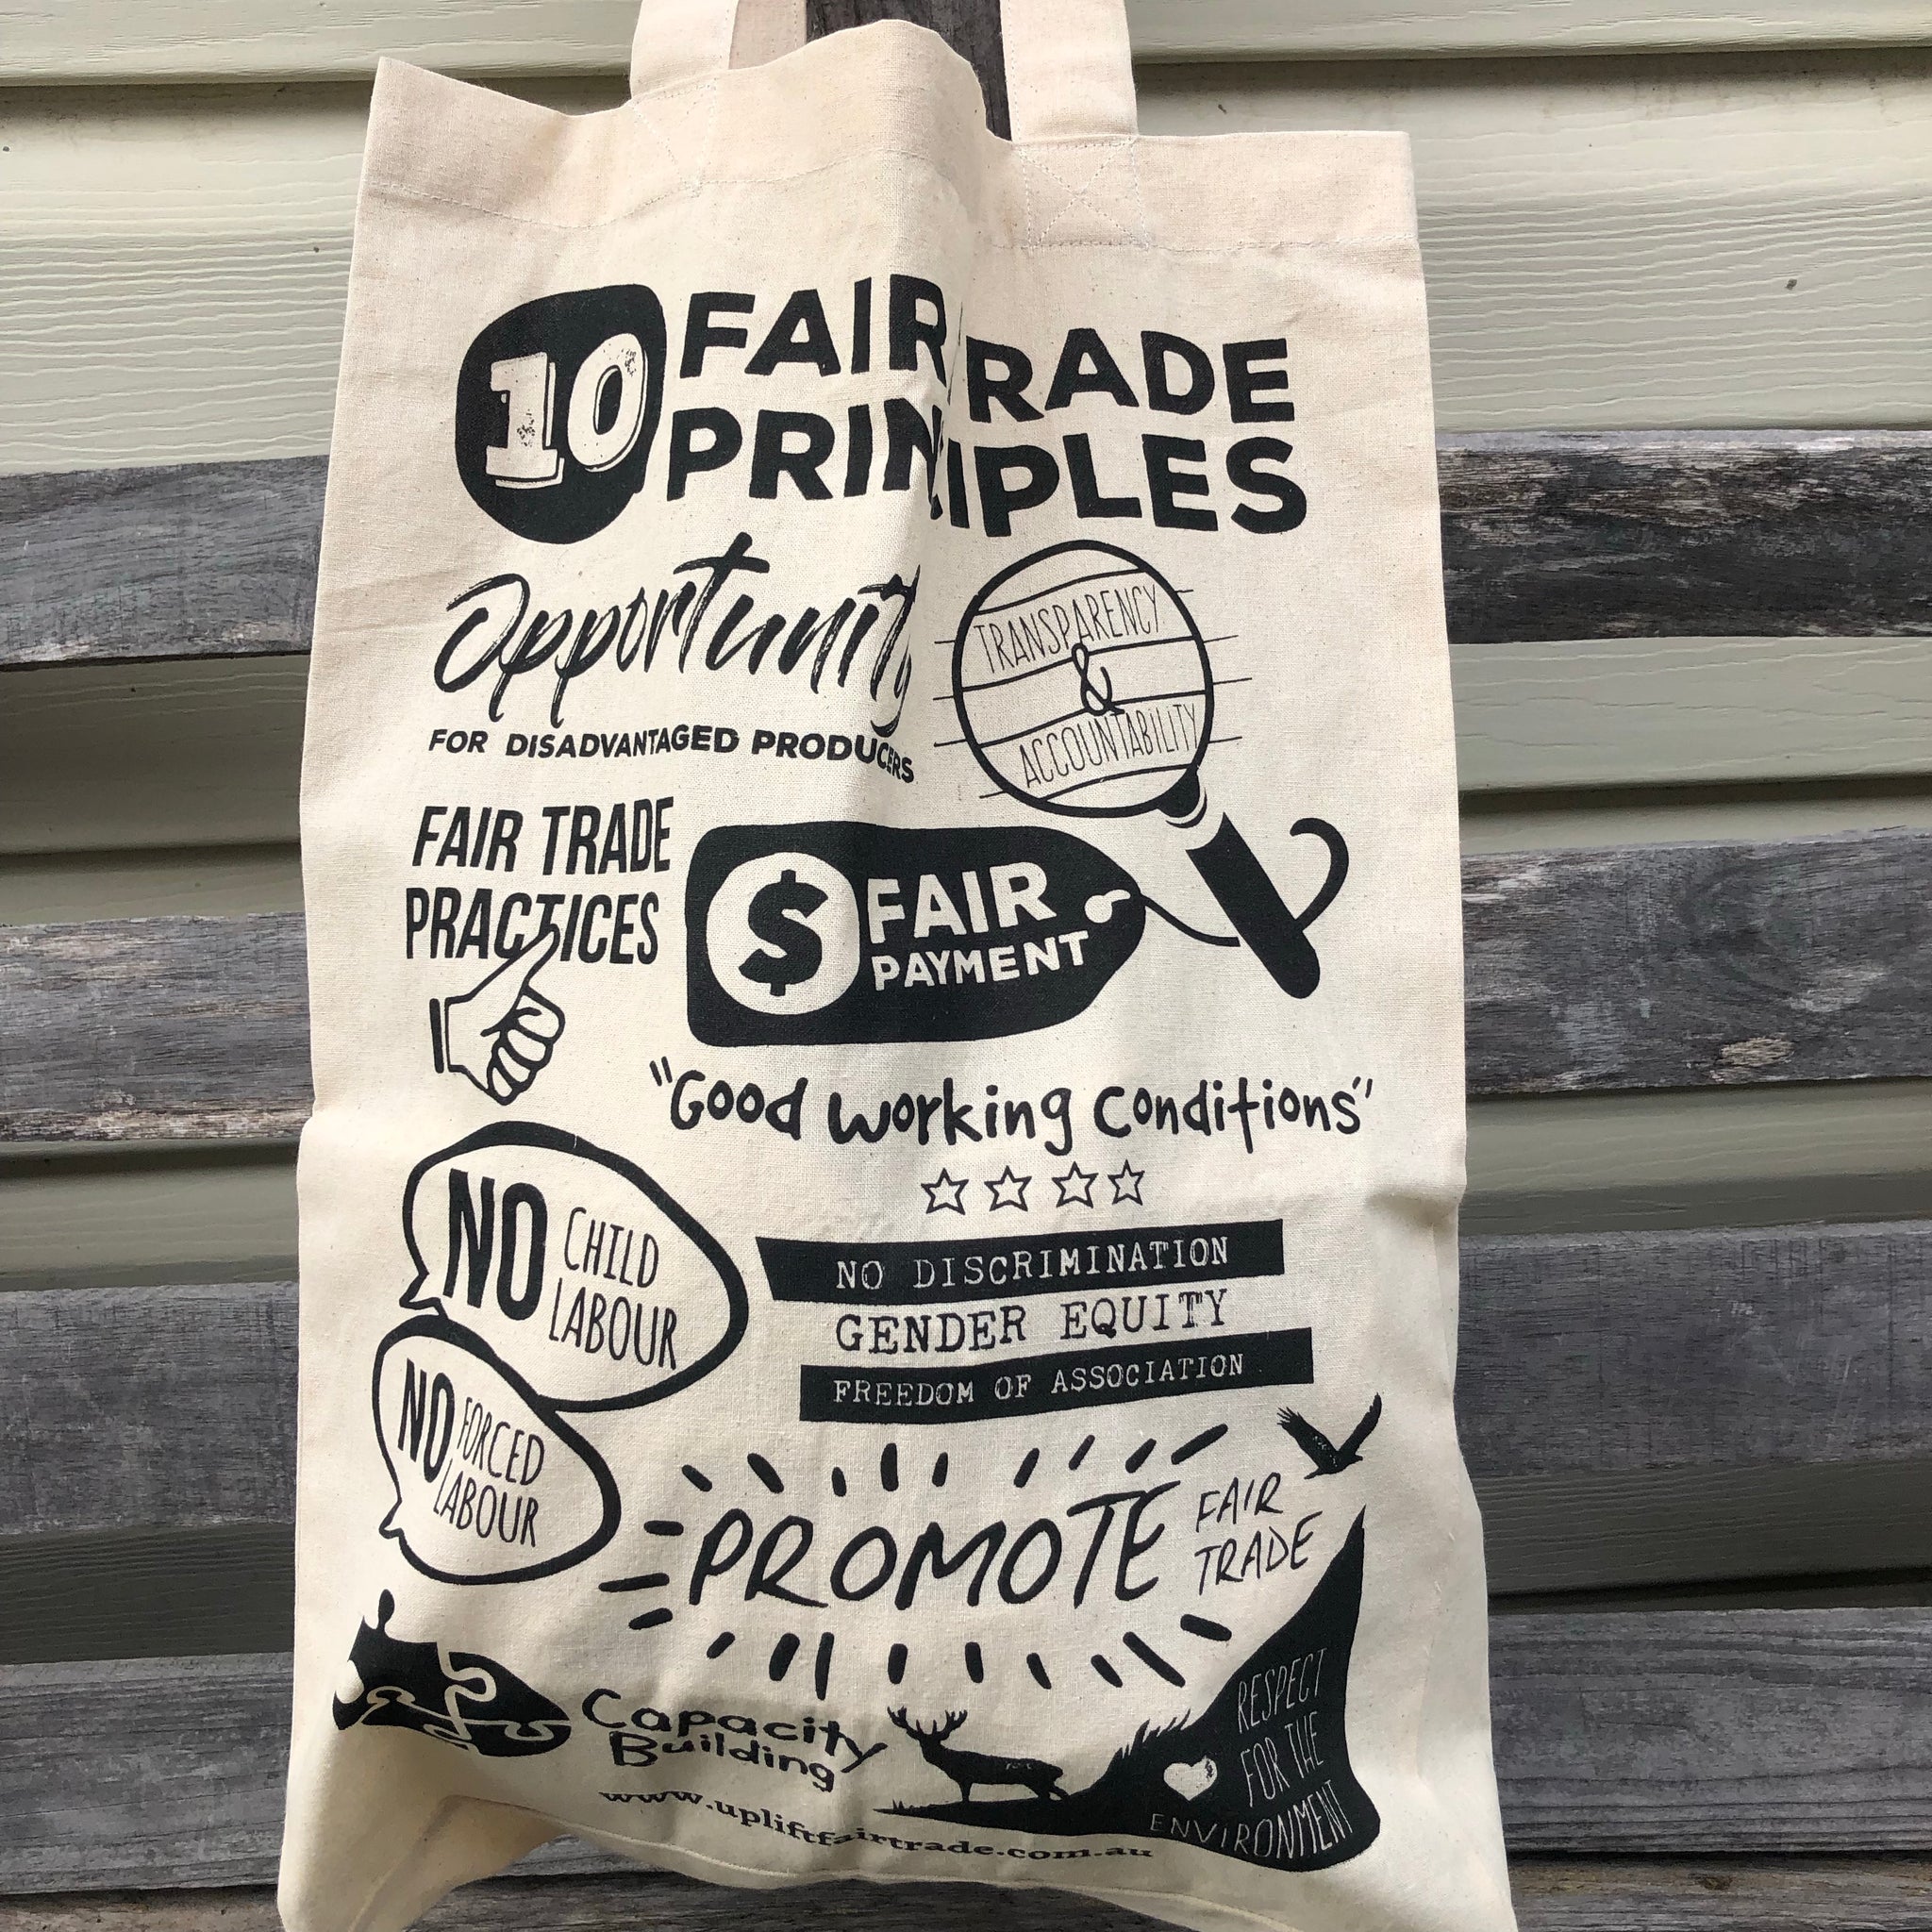 10 FAIR TRADE
PRINCIPLES
Opportunity
FOR DISADVANTAGED PRODUCERS
TRANSPARENCY
&
ACCOUNTABILITY
FAIR TRADE
PRACTICES
$ FAIR
PAYMENT
"Good working conditions"
NO CHILD
LABOUR
NO DISCRIMINATION
GENDER EQUITY
FREEDOM OF ASSOCIATION
NO FORCED
LABOUR
PROMOTE FAIR
TRADE
Capacity
Building
RESPECT
FOR THE
ENVIRONMENT
www.upliftfairtrade.com.au